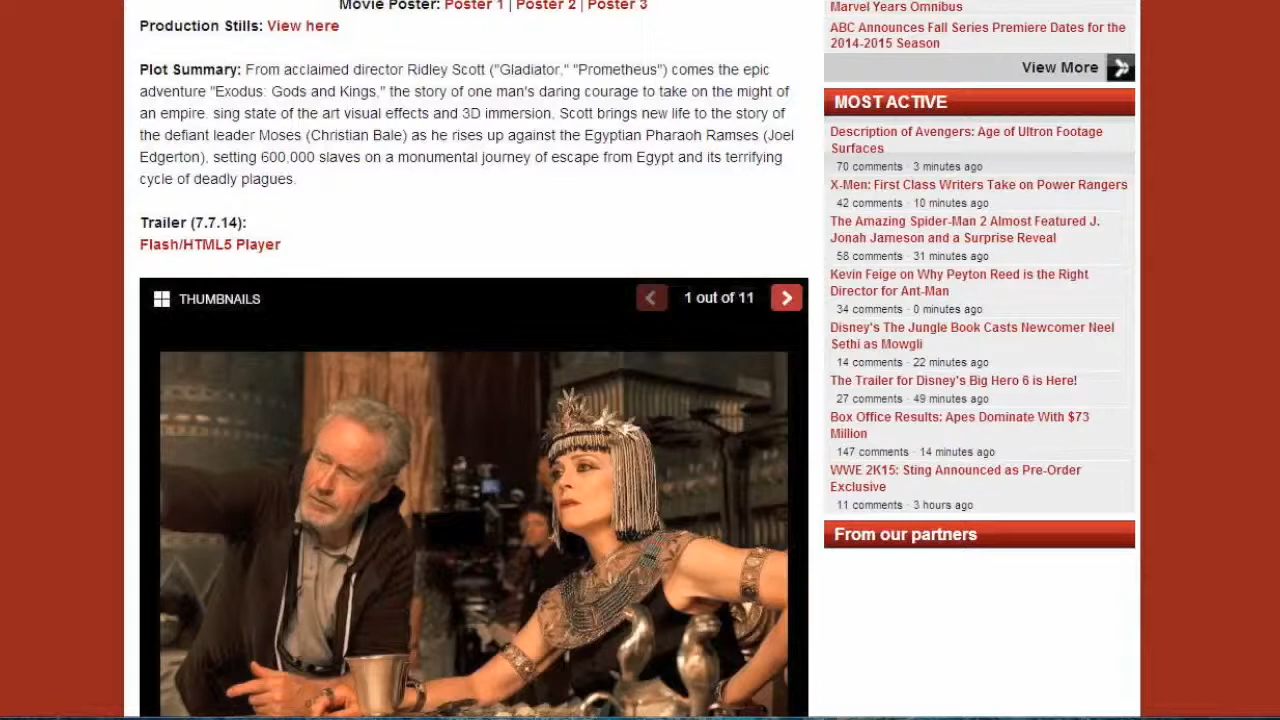 Movie Poster: Poster 1 | Poster 2 | Poster 3
Production Stills: View here
Plot Summary: From acclaimed director Ridley Scott ("Gladiator," "Prometheus") comes the epic
adventure "Exodus: Gods and Kings," the story of one man's daring courage to take on the might of
an empire. sing state of the art visual effects and 3D immersion, Scott brings new life to the story of
the defiant leader Moses (Christian Bale) as he rises up against the Egyptian Pharaoh Ramses (Joel
Edgerton), setting 600,000 slaves on a monumental journey of escape from Egypt and its terrifying
cycle of deadly plagues.
Trailer (7.7.14):
Flash/HTML5 Player
THUMBNAILS
1 out of 11
Marvel Years Omnibus
ABC Announces Fall Series Premiere Dates for the
2014-2015 Season
View More
MOST ACTIVE
Description of Avengers: Age of Ultron Footage
Surfaces
70 comments · 3 minutes ago
X-Men: First Class Writers Take on Power Rangers
42 comments · 10 minutes ago
The Amazing Spider-Man 2 Almost Featured J.
Jonah Jameson and a Surprise Reveal
58 comments · 31 minutes ago
Kevin Feige on Why Peyton Reed is the Right
Director for Ant-Man
34 comments · 0 minutes ago
Disney's The Jungle Book Casts Newcomer Neel
Sethi as Mowgli
14 comments · 22 minutes ago
The Trailer for Disney's Big Hero 6 is Here!
27 comments · 49 minutes ago
Box Office Results: Apes Dominate With $73
Million
147 comments · 14 minutes ago
WWE 2K15: Sting Announced as Pre-Order
Exclusive
11 comments · 3 hours ago
From our partners